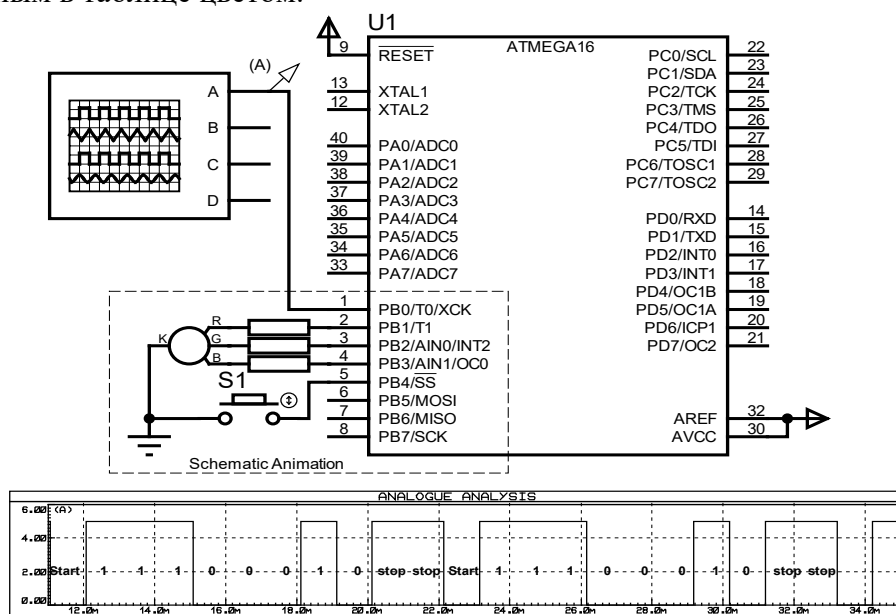 ным в таблице цветом.
U1
ATMEGA16
9 RESET
13 XTAL1
12 XTAL2
40 PA0/ADC0
39 PA1/ADC1
38 PA2/ADC2
37 PA3/ADC3
36 PA4/ADC4
35 PA5/ADC5
34 PA6/ADC6
33 PA7/ADC7
1 PB0/T0/XCK
2 PB1/T1
3 PB2/AIN0/INT2
4 PB3/AIN1/OC0
5 PB4/SS
6 PB5/MOSI
7 PB6/MISO
8 PB7/SCK
PC0/SCL 22
PC1/SDA 23
PC2/TCK 24
PC3/TMS 25
PC4/TDO 26
PC5/TDI 27
PC6/TOSC1 28
PC7/TOSC2 29
PD0/RXD 14
PD1/TXD 15
PD2/INT0 16
PD3/INT1 17
PD4/OC1B 18
PD5/OC1A 19
PD6/ICP1 20
PD7/OC2 21
AREF 32
AVCC 30
(A)
A
B
C
D
K
R
G
B
S1
Schematic Animation
ANALOGUE ANALYSIS
6.00 (A)
4.00
2.00 Start 1 1 1 0 0 0 1 0 stop stop Start 1 1 1 0 0 0 1 0 stop stop
0.00
12.0m 14.0m 16.0m 18.0m 20.0m 22.0m 24.0m 26.0m 28.0m 30.0m 32.0m 34.0m